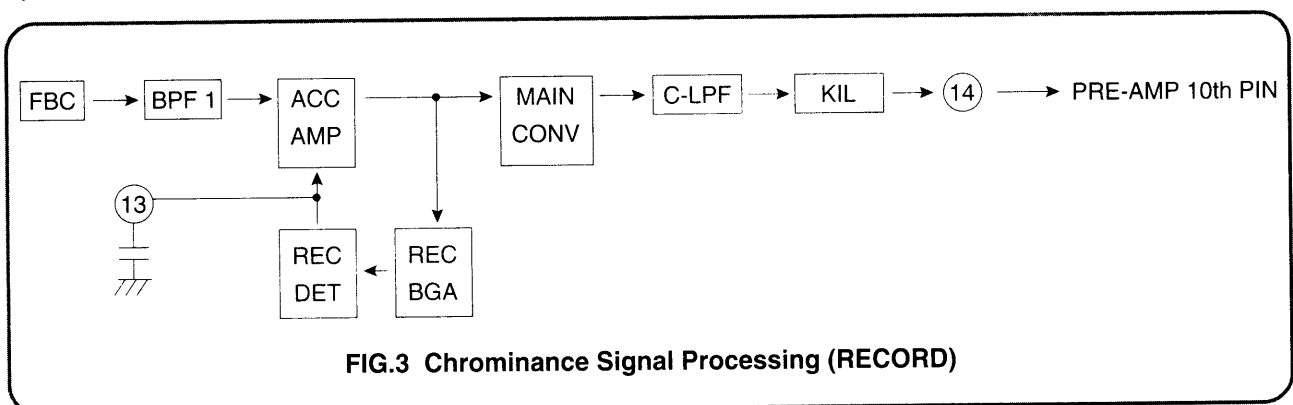 FBC
BPF 1
ACC
AMP
MAIN
CONV
C-LPF
KIL
14
PRE-AMP 10th PIN
13
REC
DET
REC
BGA
FIG.3 Chrominance Signal Processing (RECORD)